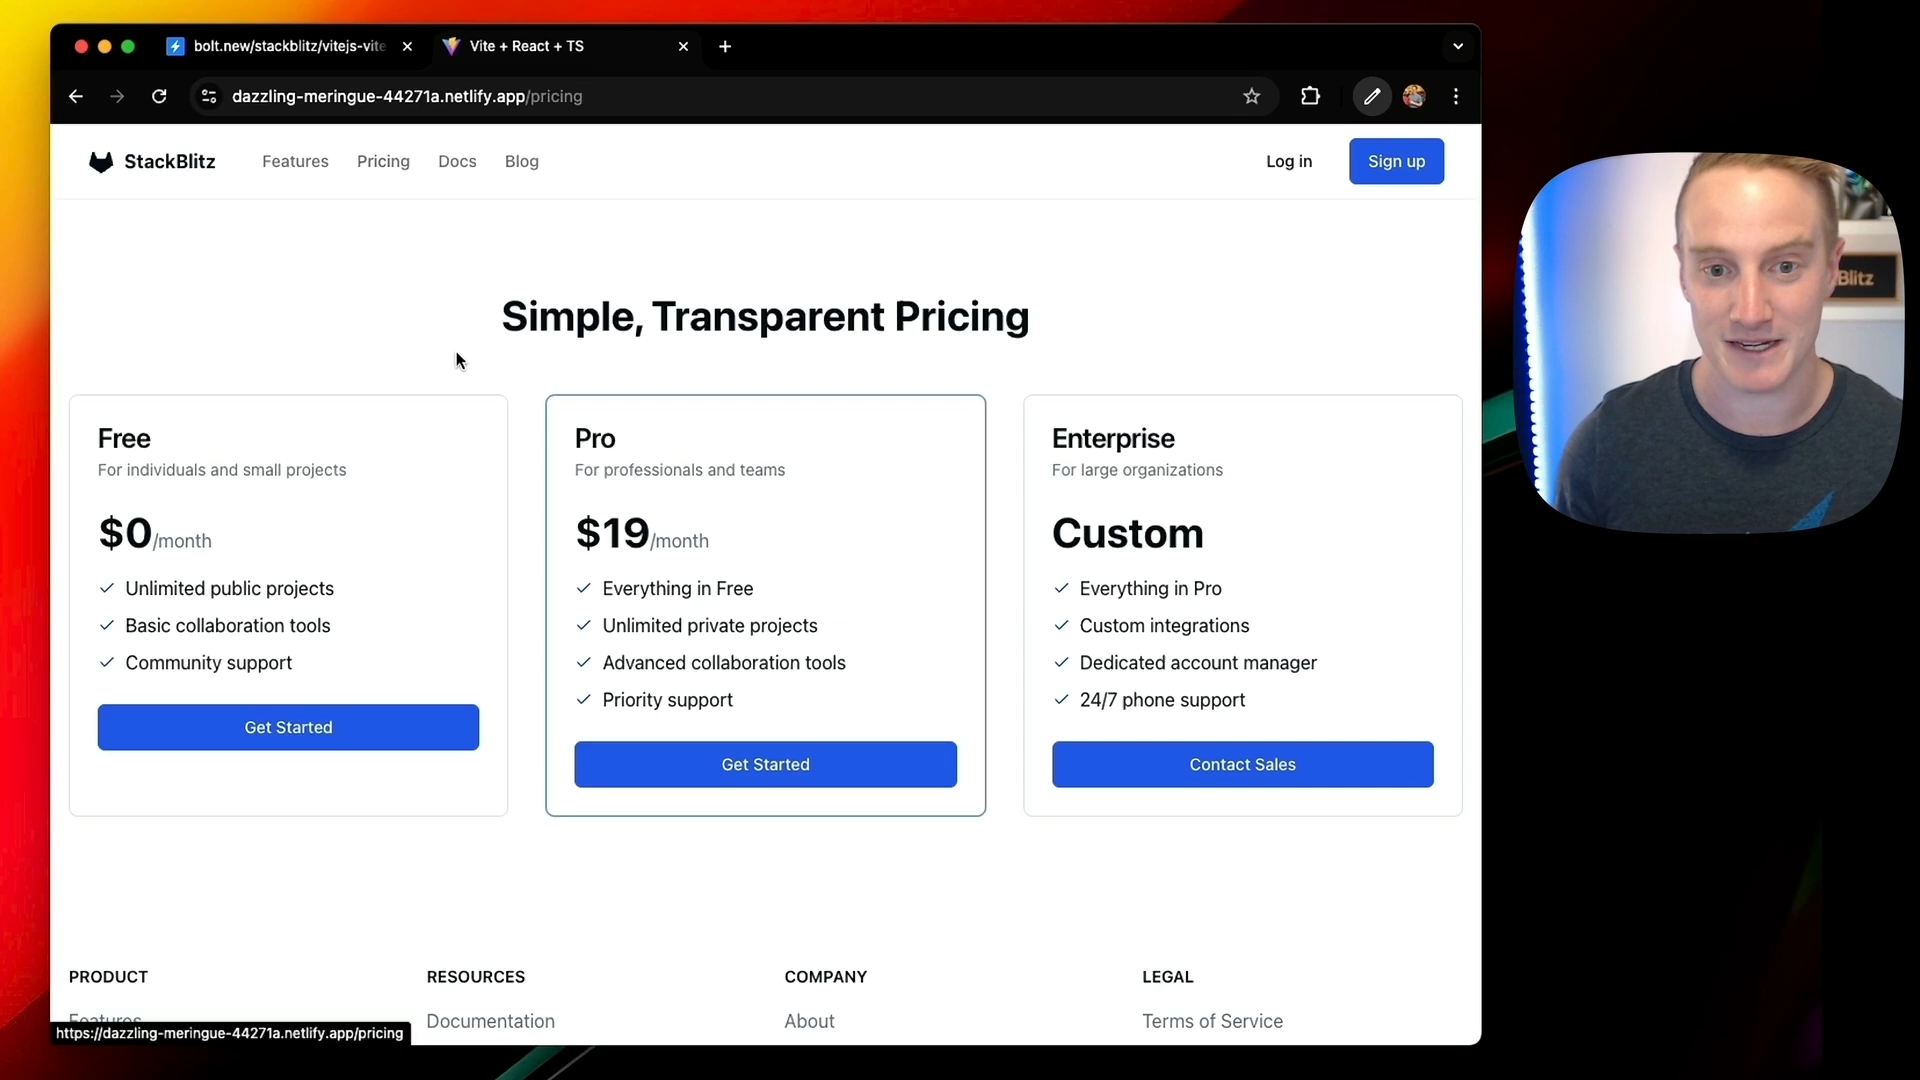 bolt.new/stackblitz/vitejs-vite
Vite + React + TS
dazzling-meringue-44271a.netlify.app/pricing
StackBlitz
Features
Pricing
Docs
Blog
Log in
Sign up
Simple, Transparent Pricing
Free
For individuals and small projects
$0/month
Unlimited public projects
Basic collaboration tools
Community support
Get Started
Pro
For professionals and teams
$19/month
Everything in Free
Unlimited private projects
Advanced collaboration tools
Priority support
Get Started
Enterprise
For large organizations
Custom
Everything in Pro
Custom integrations
Dedicated account manager
24/7 phone support
Contact Sales
PRODUCT
Features
RESOURCES
Documentation
COMPANY
About
LEGAL
Terms of Service
https://dazzling-meringue-44271a.netlify.app/pricing
Blitz